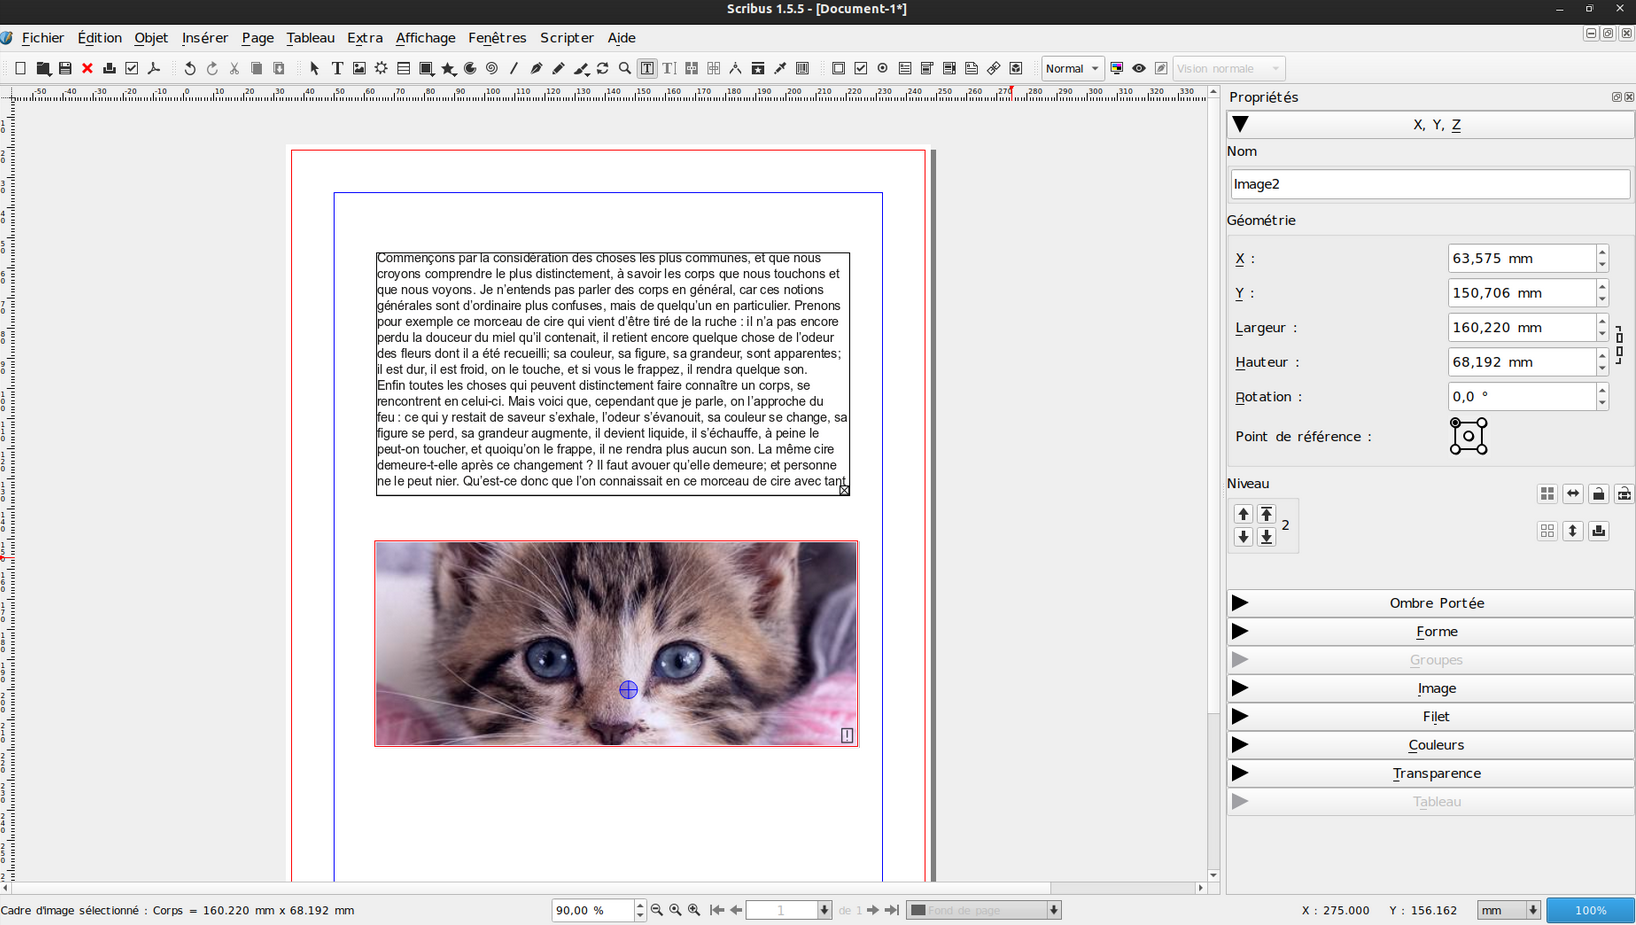 Scribus 1.5.5 - [Document-1*]
Fichier Édition Objet Insérer Page Tableau Extra Affichage Fenêtres Scripter Aide
Normal Vision normale
-50 -40 -30 -20 -10 0 10 20 30 40 50 60 70 80 90 100 110 120 130 140 150 160 170 180 190 200 210 220 230 240 250 260 270 280 290 300 310 320 330
Propriétés
X, Y, Z
Nom
Image2
Géométrie
X : 63,575 mm
Y : 150,706 mm
Largeur : 160,220 mm
Hauteur : 68,192 mm
Rotation : 0,0 °
Point de référence :
Niveau
2
Ombre Portée
Forme
Groupes
Image
Filet
Couleurs
Transparence
Tableau
Commençons par la considération des choses les plus communes, et que nous
croyons comprendre le plus distinctement, à savoir les corps que nous touchons et
que nous voyons. Je n’entends pas parler des corps en général, car ces notions
générales sont d’ordinaire plus confuses, mais de quelqu’un en particulier. Prenons
pour exemple ce morceau de cire qui vient d’être tiré de la ruche : il n’a pas encore
perdu la douceur du miel qu’il contenait, il retient encore quelque chose de l’odeur
des fleurs dont il a été recueilli; sa couleur, sa figure, sa grandeur, sont apparentes;
il est dur, il est froid, on le touche, et si vous le frappez, il rendra quelque son.
Enfin toutes les choses qui peuvent distinctement faire connaître un corps, se
rencontrent en celui-ci. Mais voici que, cependant que je parle, on l’approche du
feu : ce qui y restait de saveur s’exhale, l’odeur s’évanouit, sa couleur se change, sa
figure se perd, sa grandeur augmente, il devient liquide, il s’échauffe, à peine le
peut-on toucher, et quoiqu’on le frappe, il ne rendra plus aucun son. La même cire
demeure-t-elle après ce changement ? Il faut avouer qu’elle demeure; et personne
ne le peut nier. Qu’est-ce donc que l’on connaissait en ce morceau de cire avec tant
Cadre d'image sélectionné : Corps = 160.220 mm x 68.192 mm
90,00 % 1 de 1 Fond de page
X : 275.000 Y : 156.162 mm 100%